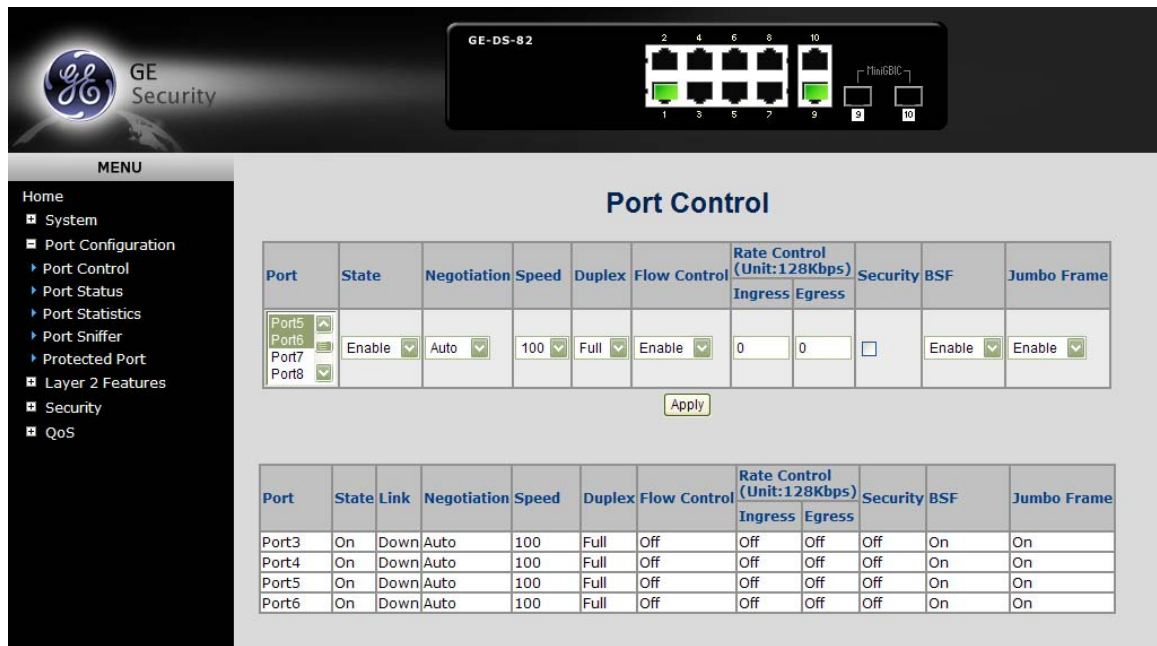 GE-DS-82
2 4 6 8 10
MiniGBIC
1 3 5 7 9 9 10
GE
Security
MENU
Home
System
Port Configuration
Port Control
Port Status
Port Statistics
Port Sniffer
Protected Port
Layer 2 Features
Security
QoS
Port Control
Port State Negotiation Speed Duplex Flow Control Rate Control (Unit:128Kbps) Security BSF Jumbo Frame
Ingress Egress
Port5
Port6
Port7
Port8
Enable Auto 100 Full Enable 0 0 Enable Enable
Apply
Port State Link Negotiation Speed Duplex Flow Control Rate Control (Unit:128Kbps) Security BSF Jumbo Frame
Ingress Egress
Port3 On Down Auto 100 Full Off Off Off Off On On
Port4 On Down Auto 100 Full Off Off Off Off On On
Port5 On Down Auto 100 Full Off Off Off Off On On
Port6 On Down Auto 100 Full Off Off Off Off On On